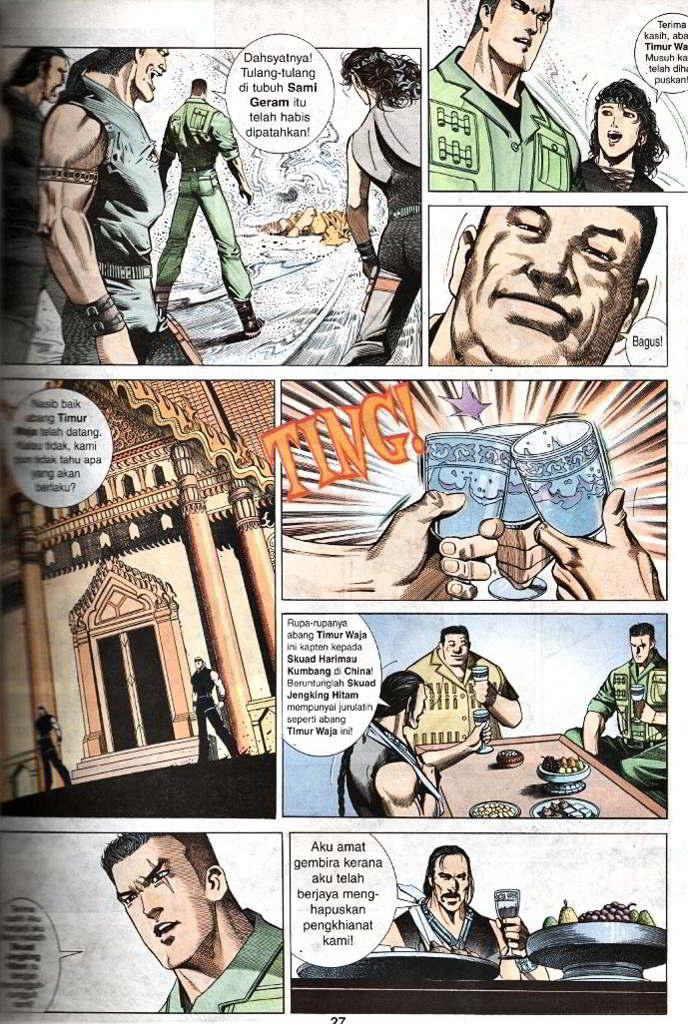 Dahsyatnya!
Tulang-tulang
di tubuh Sami
Geram itu
telah habis
dipatahkan!
Terima
kasih, aba
Timur Wa
Musuh ka
telah diha
puskan!
Bagus!
Nasib baik
abang Timur
Waja telah datang.
Kalau tidak, kami
pun tidak tahu apa
yang akan
berlaku?
TING!
Rupa-rupanya
abang Timur Waja
ini kapten kepada
Skuad Harimau
Kumbang di China!
Beruntunglah Skuad
Jengking Hitam
mempunyai jurulatih
seperti abang
Timur Waja
ini!
Aku amat
gembira kerana
aku telah
berjaya meng-
hapuskan
pengkhianat
kami!
27